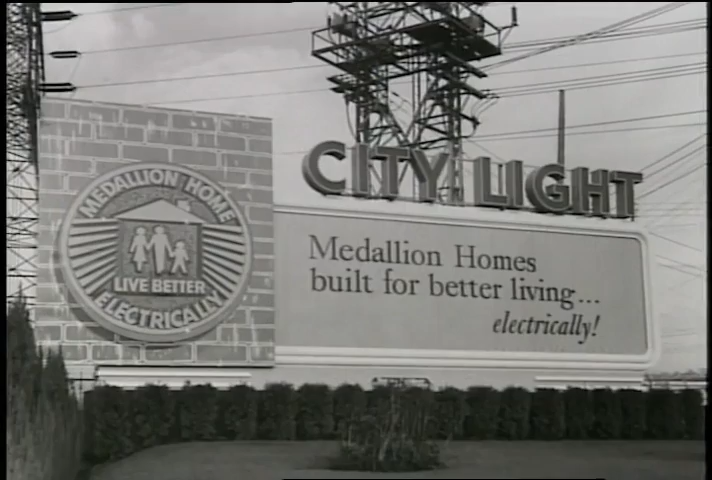 MEDALLION HOME
LIVE BETTER
ELECTRICALLY
CITY LIGHT
Medallion Homes
built for better living...
electrically!